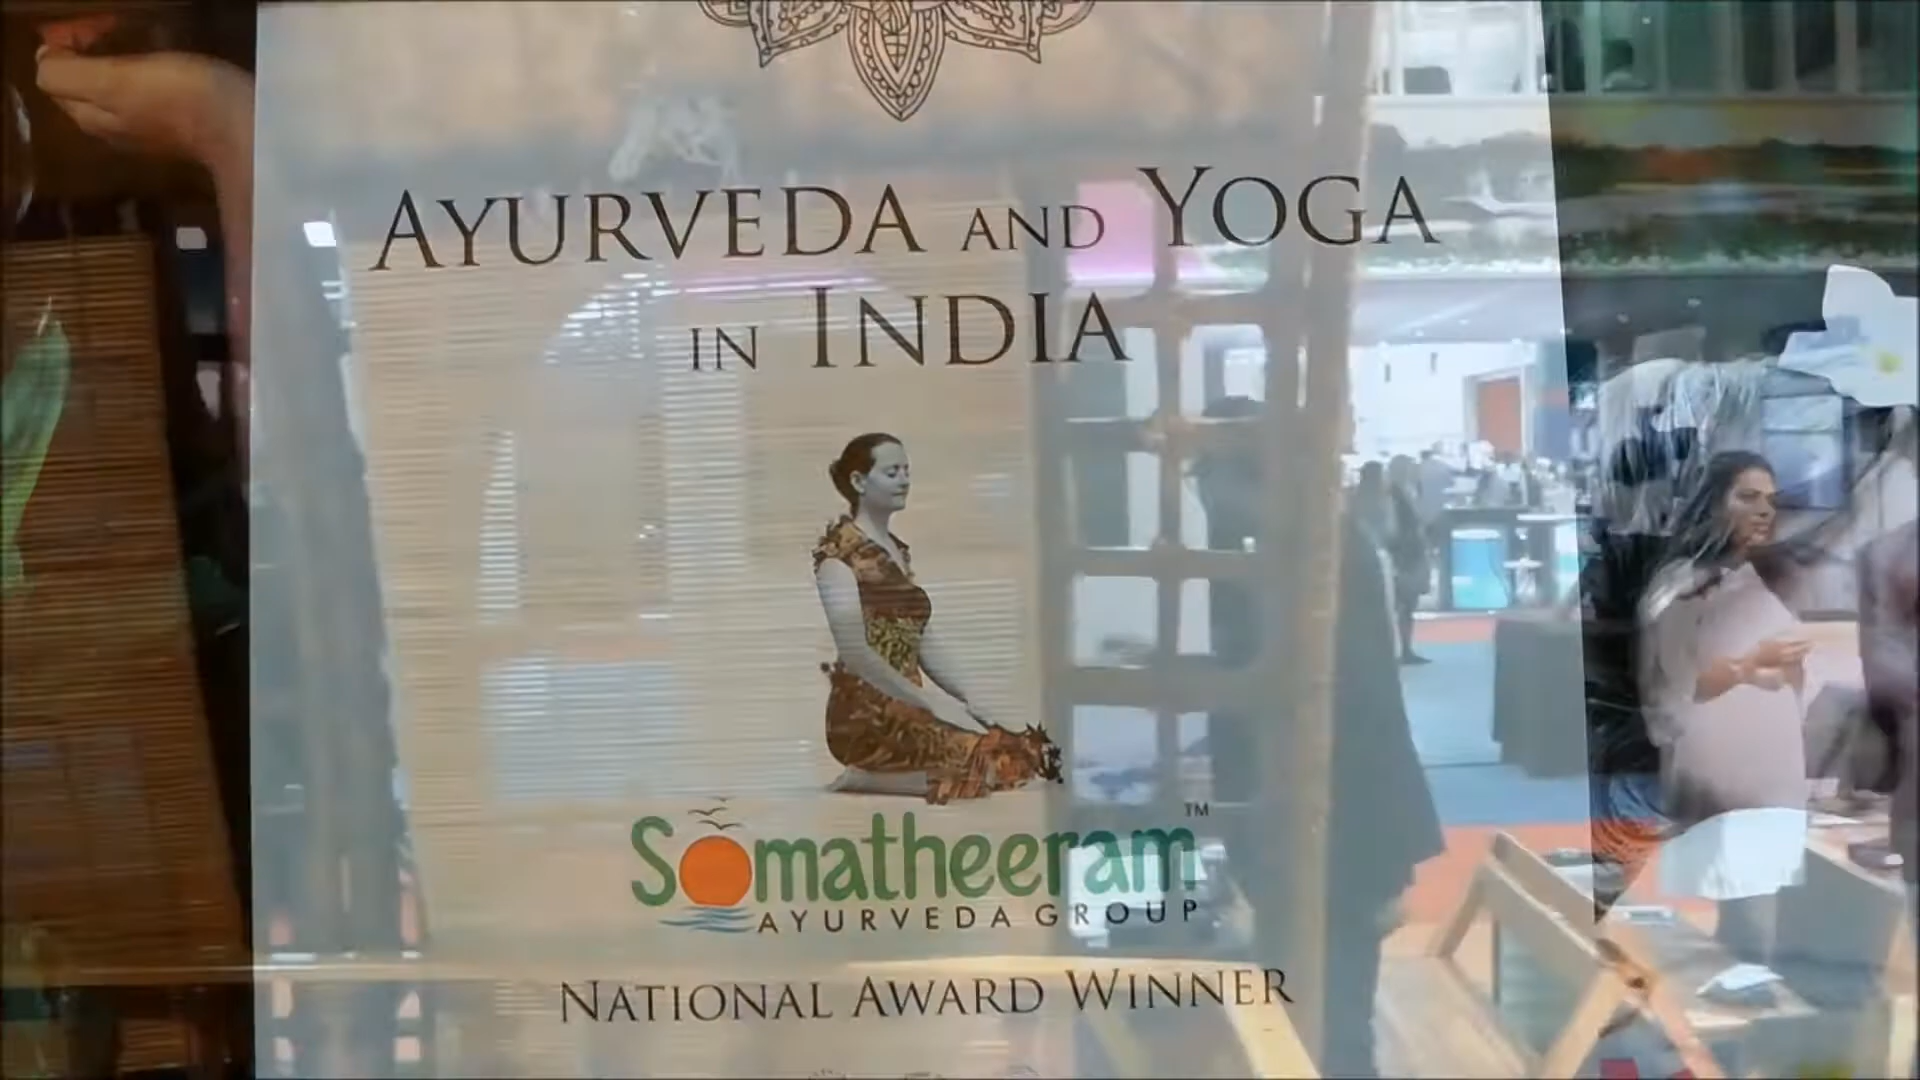 AYURVEDA AND YOGA
IN INDIA
Somatheeram™
AYURVEDA GROUP
NATIONAL AWARD WINNER